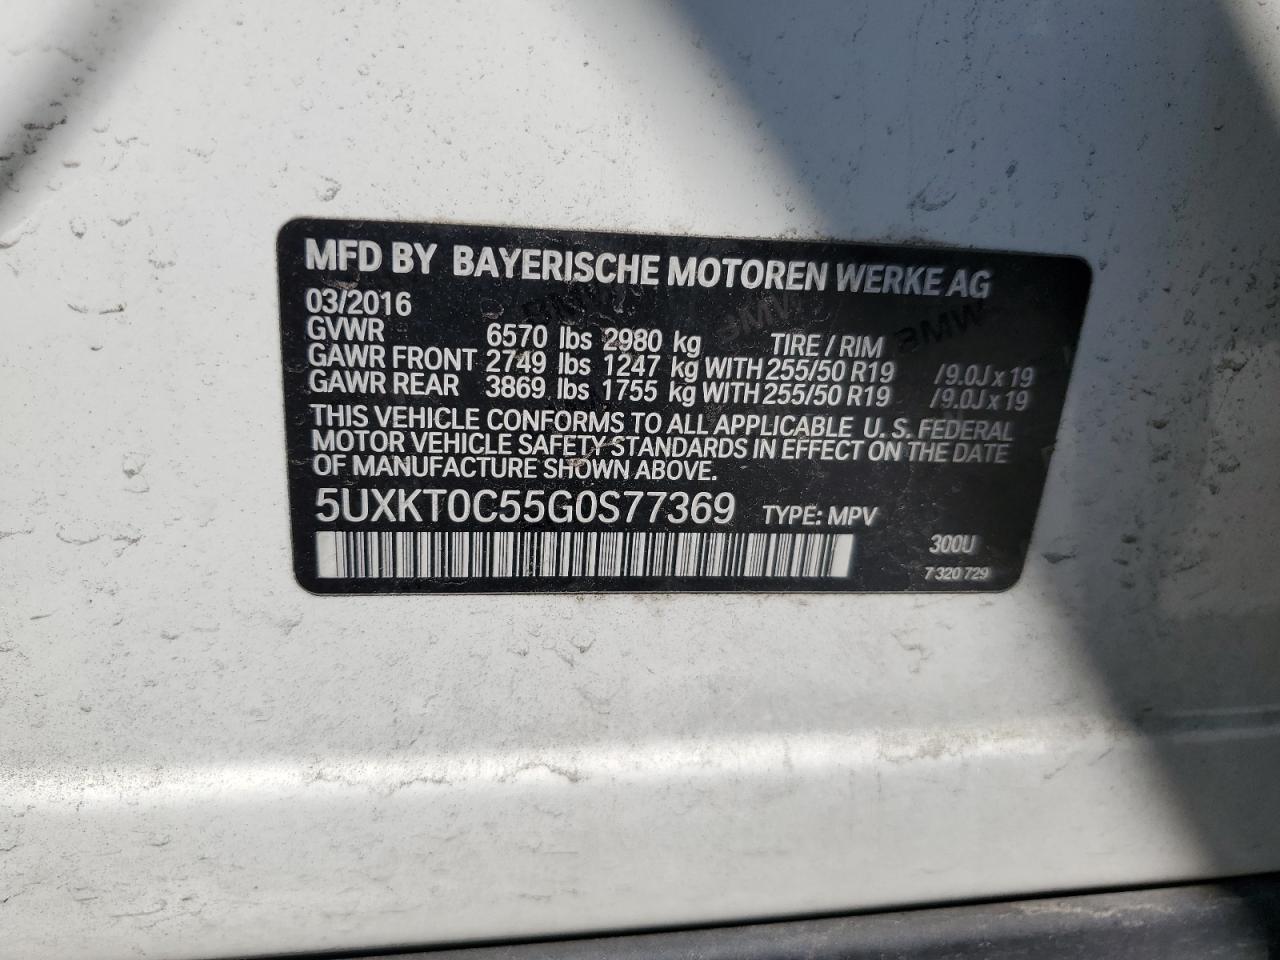 MFD BY BAYERISCHE MOTOREN WERKE AG
03/2016
GVWR 6570 lbs 2980 kg TIRE / RIM
GAWR FRONT 2749 lbs 1247 kg WITH 255/50 R19 /9.0J x 19
GAWR REAR 3869 lbs 1755 kg WITH 255/50 R19 /9.0J x 19
THIS VEHICLE CONFORMS TO ALL APPLICABLE U. S. FEDERAL
MOTOR VEHICLE SAFETY STANDARDS IN EFFECT ON THE DATE
OF MANUFACTURE SHOWN ABOVE.
5UXKT0C55G0S77369 TYPE: MPV
300U
7 320 729
BMW
BMW
BMW